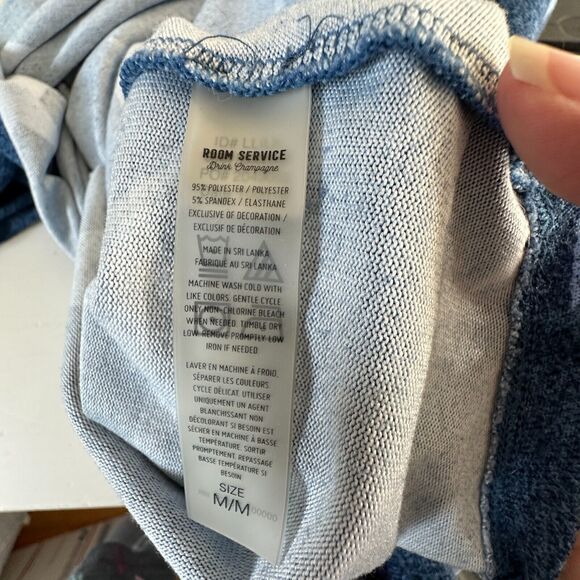 ROOM SERVICE
Drink Champagne
95% POLYESTER / POLYESTER
5% SPANDEX / ELASTHANE
EXCLUSIVE OF DECORATION /
EXCLUSIF DE DÉCORATION
MADE IN SRI LANKA
FABRIQUÉ AU SRI LANKA
MACHINE WASH COLD WITH
LIKE COLORS. GENTLE CYCLE
ONLY NON-CHLORINE BLEACH
WHEN NEEDED. TUMBLE DRY
LOW. REMOVE PROMPTLY. LOW
IRON IF NEEDED
LAVER EN MACHINE À FROID.
SÉPARER LES COULEURS
CYCLE DÉLICAT. UTILISER
UNIQUEMENT UN AGENT
BLANCHISSANT NON
DÉCOLORANT SI BESOIN EST
SÉCHER EN MACHINE À BASSE
TEMPÉRATURE. SORTIR
PROMPTEMENT. REPASSAGE
BASSE TEMPÉRATURE SI
BESOIN
SIZE
M/M